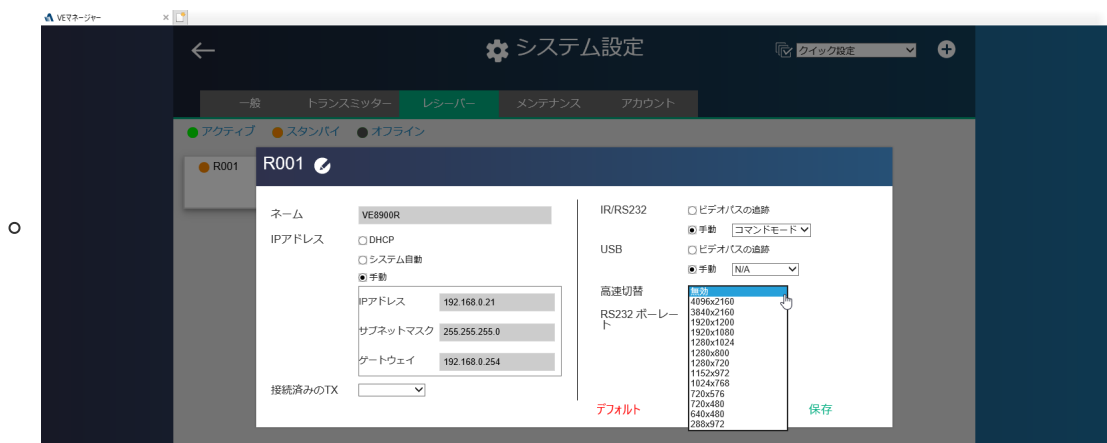 VEマネージャー
システム設定
クイック設定
一般 トランスミッター レシーバー メンテナンス アカウント
アクティブ スタンバイ オフライン
R001
R001
ネーム VE8900R
IPアドレス DHCP
システム自動
手動
IPアドレス 192.168.0.21
サブネットマスク 255.255.255.0
ゲートウェイ 192.168.0.254
接続済みのTX
IR/RS232 ビデオパスの追跡
手動 コマンドモード
USB ビデオパスの追跡
手動 N/A
高速切替 無効
4096x2160
RS232 ボーレー
ト
3840x2160
1920x1200
1920x1080
1280x1024
1280x800
1280x720
1152x972
1024x768
720x576
720x480
640x480
288x972
デフォルト 保存